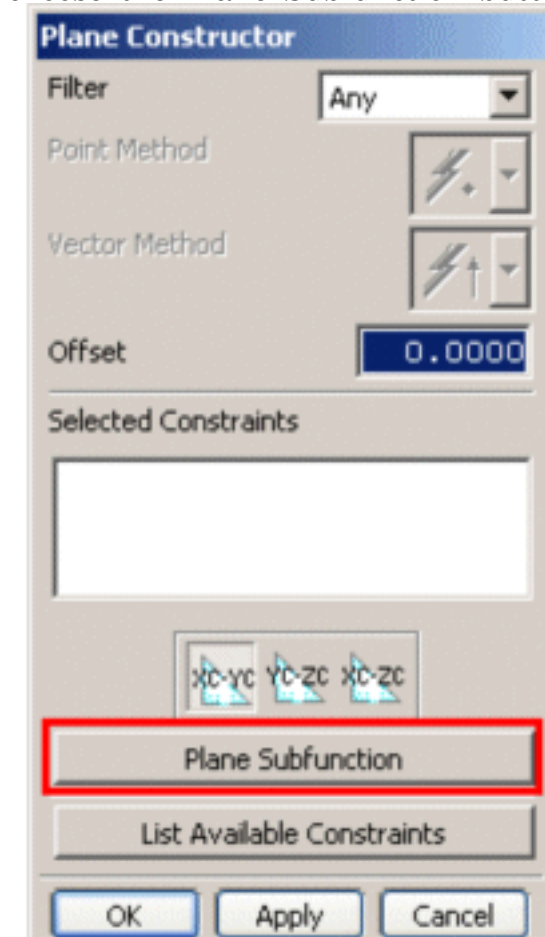 Plane Constructor
Filter Any
Point Method
Vector Method
Offset 0.0000
Selected Constraints
XC-YC YC-ZC XC-ZC
Plane Subfunction
List Available Constraints
OK Apply Cancel